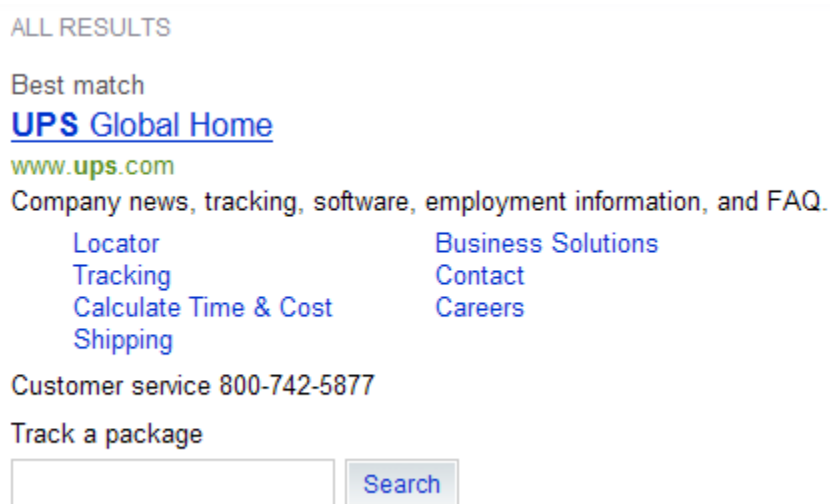 ALL RESULTS
Best match
UPS Global Home
www.ups.com
Company news, tracking, software, employment information, and FAQ.
Locator
Tracking
Calculate Time & Cost
Shipping
Business Solutions
Contact
Careers
Customer service 800-742-5877
Track a package
Search